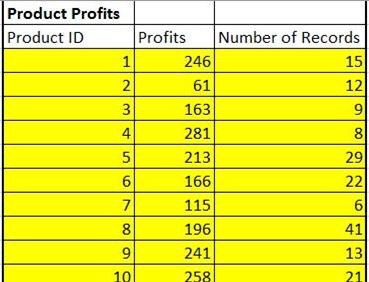 Product Profits
Product ID Profits Number of Records
1 246 15
2 61 12
3 163 9
4 281 8
5 213 29
6 166 22
7 115 6
8 196 41
9 241 13
10 258 21